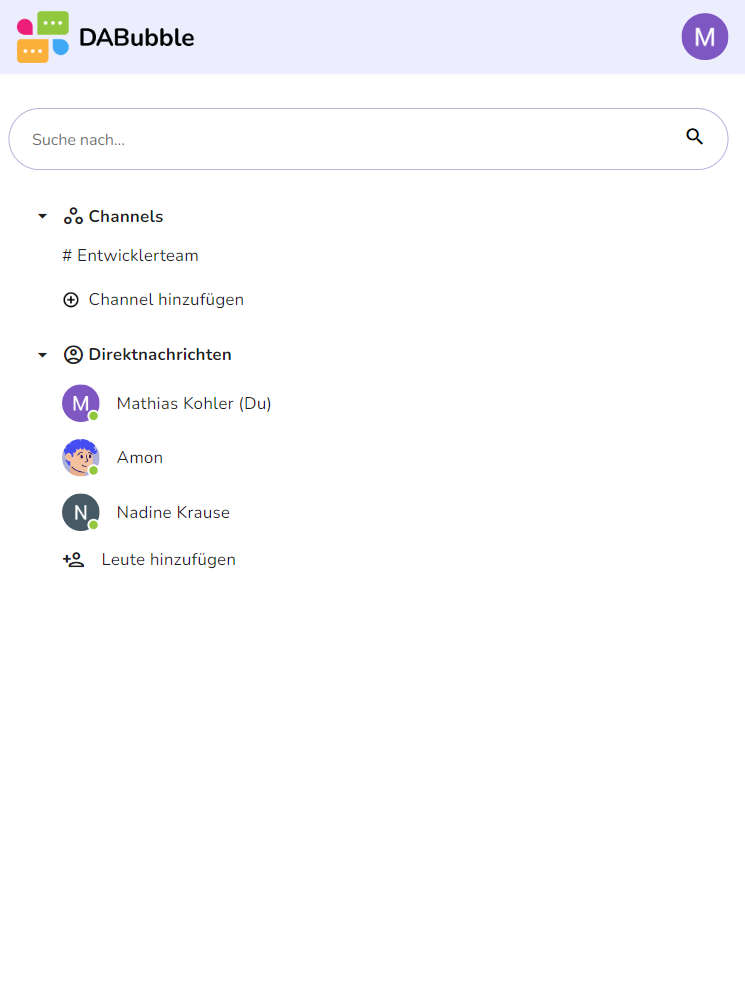 DABubble
M
Suche nach...
Channels
# Entwicklerteam
Channel hinzufügen
Direktnachrichten
M Mathias Kohler (Du)
Amon
N Nadine Krause
Leute hinzufügen